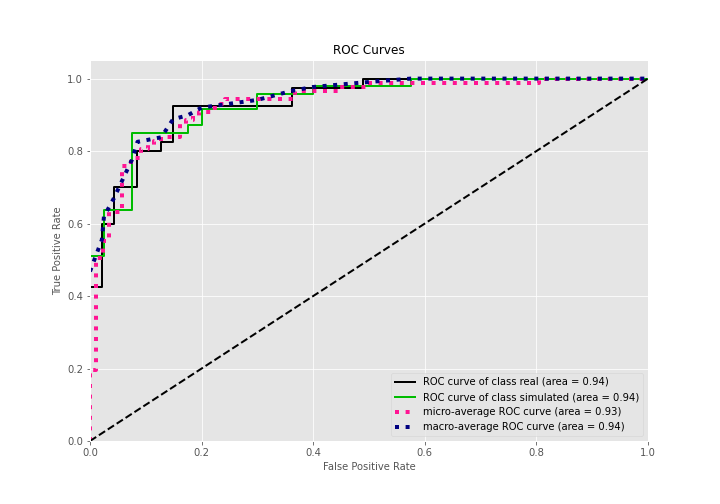 ROC Curves
1.0
0.8
0.6
0.4
0.2
0.0
True Positive Rate
0.0 0.2 0.4 0.6 0.8 1.0
False Positive Rate
ROC curve of class real (area = 0.94)
ROC curve of class simulated (area = 0.94)
micro-average ROC curve (area = 0.93)
macro-average ROC curve (area = 0.94)